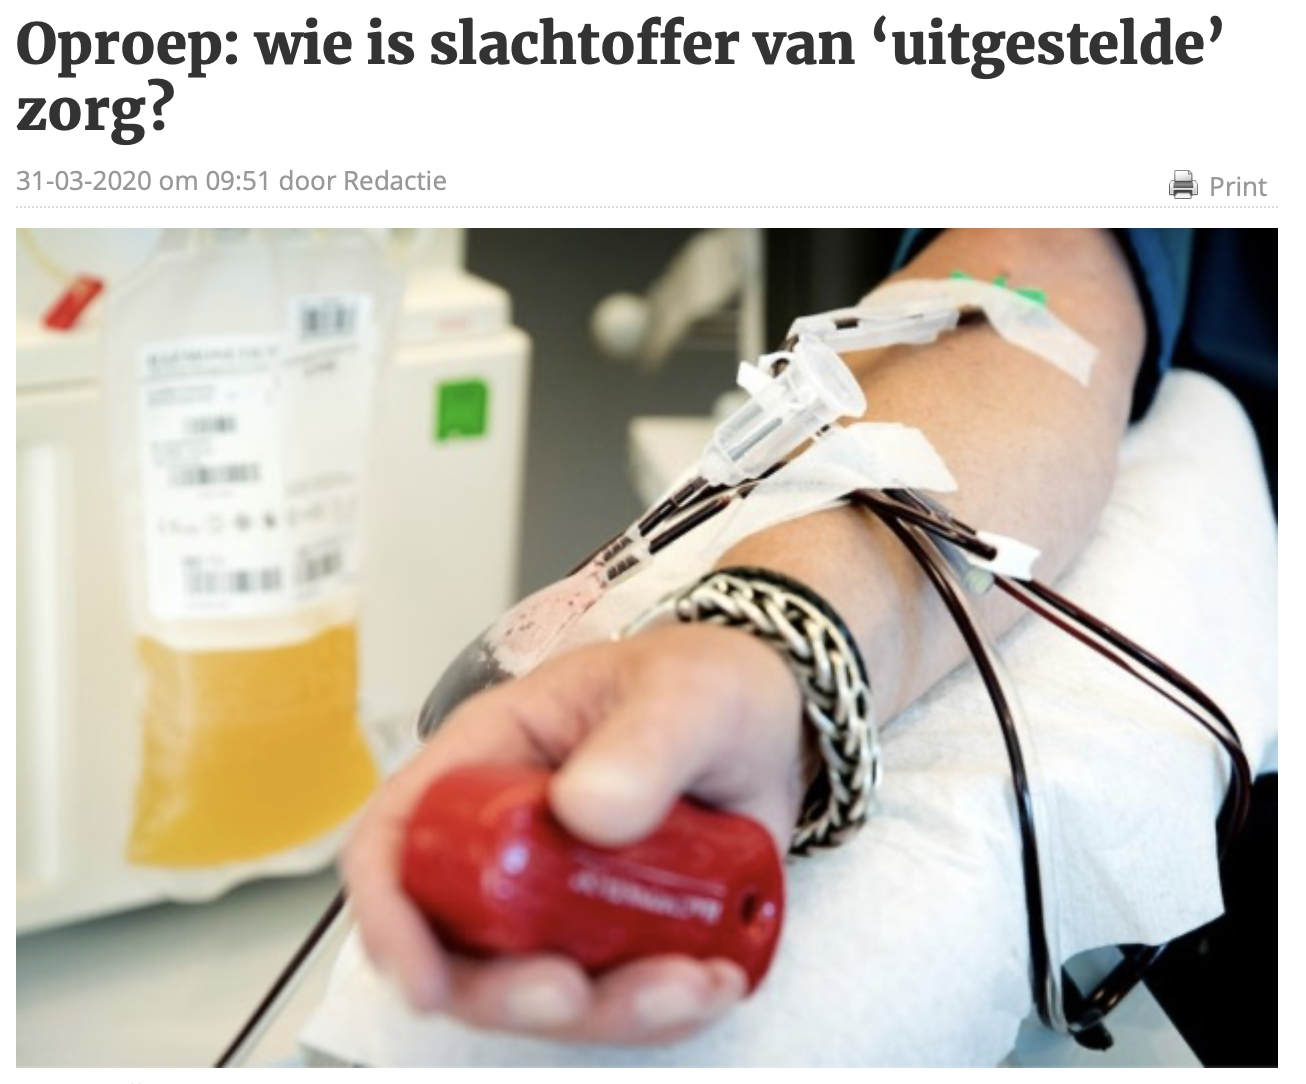 Oproep: wie is slachtoffer van ‘uitgestelde’
zorg?
31-03-2020 om 09:51 door Redactie
Print